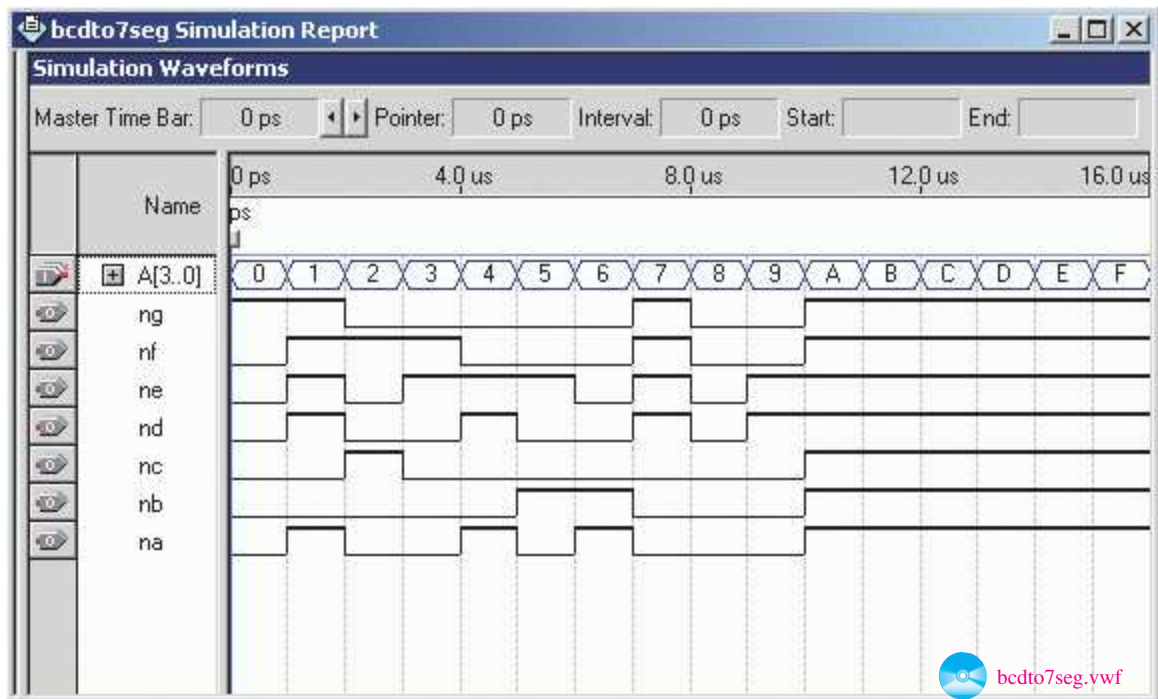 bcdto7seg Simulation Report
Simulation Waveforms
Master Time Bar: 0 ps Pointer: 0 ps Interval: 0 ps Start: End:
Name
0 ps 4.0 us 8.0 us 12.0 us 16.0 us
ps
A[3..0] 0 1 2 3 4 5 6 7 8 9 A B C D E F
ng
nf
ne
nd
nc
nb
na
bcdto7seg.vwf